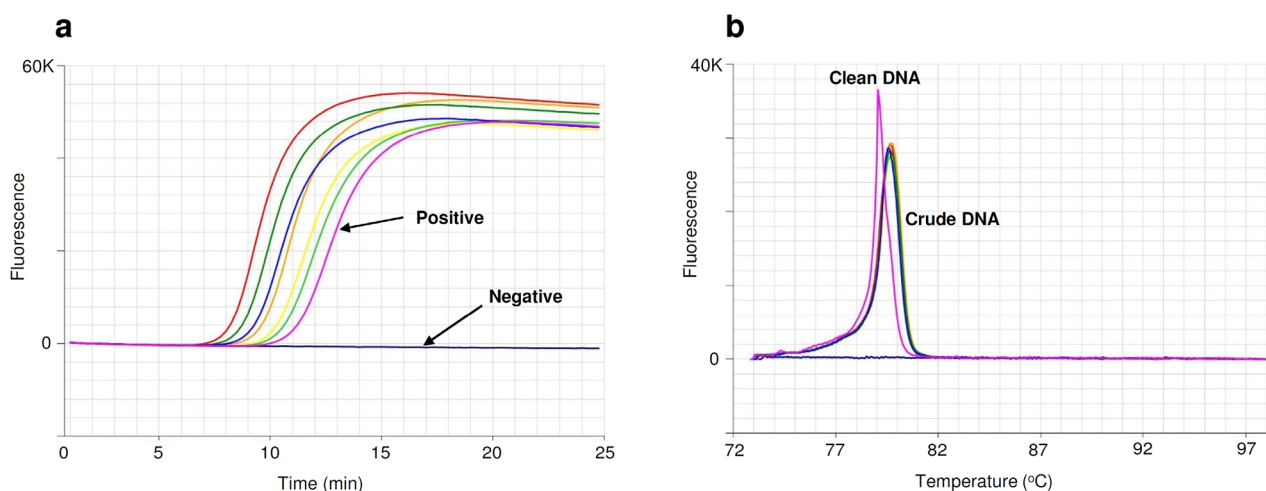 a
60K
0
Fluorescence
Positive
Negative
0 5 10 15 20 25
Time (min)
b
40K
0
Fluorescence
Clean DNA
Crude DNA
72 77 82 87 92 97
Temperature (oC)